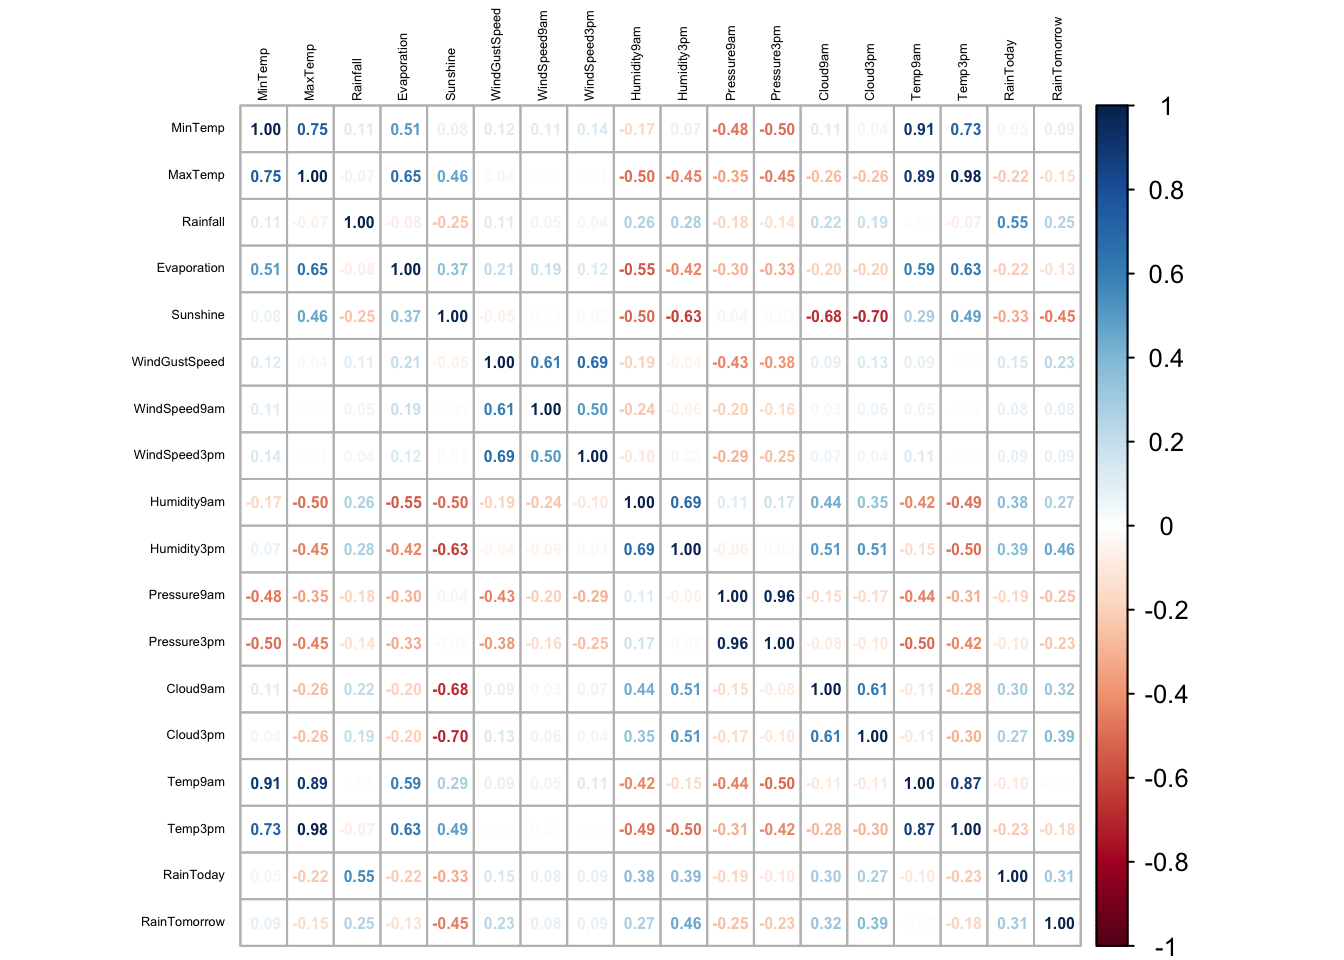 MinTemp MaxTemp Rainfall Evaporation Sunshine WindGustSpeed WindSpeed9am WindSpeed3pm Humidity9am Humidity3pm Pressure9am Pressure3pm Cloud9am Cloud3pm Temp9am Temp3pm RainToday RainTomorrow
MinTemp 1.00 0.75 0.11 0.51 0.08 0.12 0.11 0.14 -0.17 0.07 -0.48 -0.50 0.11 0.04 0.91 0.73 0.05 0.09
MaxTemp 0.75 1.00 -0.07 0.65 0.46 0.04 -0.50 -0.45 -0.35 -0.45 -0.26 -0.26 0.89 0.98 -0.22 -0.15
Rainfall 0.11 -0.07 1.00 -0.08 -0.25 0.11 0.05 0.04 0.26 0.28 -0.18 -0.14 0.22 0.19 -0.07 0.55 0.25
Evaporation 0.51 0.65 -0.08 1.00 0.37 0.21 0.19 0.12 -0.55 -0.42 -0.30 -0.33 -0.20 -0.20 0.59 0.63 -0.22 -0.13
Sunshine 0.08 0.46 -0.25 0.37 1.00 -0.05 0.03 -0.50 -0.63 0.04 -0.02 -0.68 -0.70 0.29 0.49 -0.33 -0.45
WindGustSpeed 0.12 0.04 0.11 0.21 -0.05 1.00 0.61 0.69 -0.19 -0.04 -0.43 -0.38 0.09 0.13 0.09 0.15 0.23
WindSpeed9am 0.11 0.05 0.19 0.61 1.00 0.50 -0.24 -0.06 -0.20 -0.16 0.03 0.06 0.05 0.08 0.08
WindSpeed3pm 0.14 0.04 0.12 0.03 0.69 0.50 1.00 -0.10 0.03 -0.29 -0.25 0.07 0.04 0.11 0.09 0.09
Humidity9am -0.17 -0.50 0.26 -0.55 -0.50 -0.19 -0.24 -0.10 1.00 0.69 0.11 0.17 0.44 0.35 -0.42 -0.49 0.38 0.27
Humidity3pm 0.07 -0.45 0.28 -0.42 -0.63 -0.04 -0.06 0.03 0.69 1.00 -0.06 0.02 0.51 0.51 -0.15 -0.50 0.39 0.46
Pressure9am -0.48 -0.35 -0.18 -0.30 0.04 -0.43 -0.20 -0.29 0.11 -0.06 1.00 0.96 -0.15 -0.17 -0.44 -0.31 -0.19 -0.25
Pressure3pm -0.50 -0.45 -0.14 -0.33 -0.02 -0.38 -0.16 -0.25 0.17 0.02 0.96 1.00 -0.08 -0.10 -0.50 -0.42 -0.10 -0.23
Cloud9am 0.11 -0.26 0.22 -0.20 -0.68 0.09 0.03 0.07 0.44 0.51 -0.15 -0.08 1.00 0.61 -0.11 -0.28 0.30 0.32
Cloud3pm 0.04 -0.26 0.19 -0.20 -0.70 0.13 0.06 0.04 0.35 0.51 -0.17 -0.10 0.61 1.00 -0.11 -0.30 0.27 0.39
Temp9am 0.91 0.89 0.59 0.29 0.09 0.05 0.11 -0.42 -0.15 -0.44 -0.50 -0.11 -0.11 1.00 0.87 -0.10
Temp3pm 0.73 0.98 -0.07 0.63 0.49 -0.49 -0.50 -0.31 -0.42 -0.28 -0.30 0.87 1.00 -0.23 -0.18
RainToday 0.05 -0.22 0.55 -0.22 -0.33 0.15 0.08 0.09 0.38 0.39 -0.19 -0.10 0.30 0.27 -0.10 -0.23 1.00 0.31
RainTomorrow 0.09 -0.15 0.25 -0.13 -0.45 0.23 0.08 0.09 0.27 0.46 -0.25 -0.23 0.32 0.39 -0.18 0.31 1.00
1
0.8
0.6
0.4
0.2
0
-0.2
-0.4
-0.6
-0.8
-1